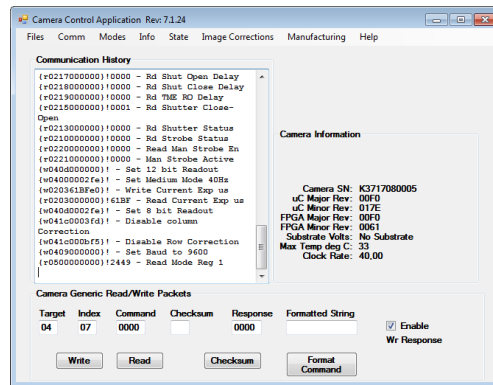 Camera Control Application Rev: 7.1.24
Files Comm Modes Info State Image Corrections Manufacturing Help
Communication History
{r0217000000}!0000 - Rd Shut Open Delay
{r0218000000}!0000 - Rd Shut Close Delay
{r0219000000}!0000 - Rd TME RO Delay
{r0215000000}!0001 - Rd Shutter Close-
Open
{r0213000000}!0000 - Rd Shutter Status
{r0210000000}!0000 - Rd Strobe Status
{r0220000000}!0000 - Read Man Strobe En
{r0221000000}!0000 - Man Strobe Active
{w040d000000}! - Set 12 bit Readout
{w04000002fe}! - Set Medium Mode 40Hz
{w020361BFe0}! - Write Current Exp us
{r0203000000}!61BF - Read Current Exp us
{w040d0002fe}! - Set 8 bit Readout
{w041c0003fd}! - Disable column
Correction
{w041c000bf5}! - Disable Row Correction
{w0409000000}! - Set Baud to 9600
{r0500000000}!2449 - Read Mode Reg 1
Camera Information
Camera SN: K3717080005
uC Major Rev: 00F0
uC Minor Rev: 017E
FPGA Major Rev: 00F0
FPGA Minor Rev: 0061
Substrate Volts: No Substrate
Max Temp deg C: 33
Clock Rate: 40,00
Camera Generic Read/Write Packets
Target Index Command Checksum Response Formatted String
04 07 0000 0000
Enable
Wr Response
Write Read Checksum Format
Command